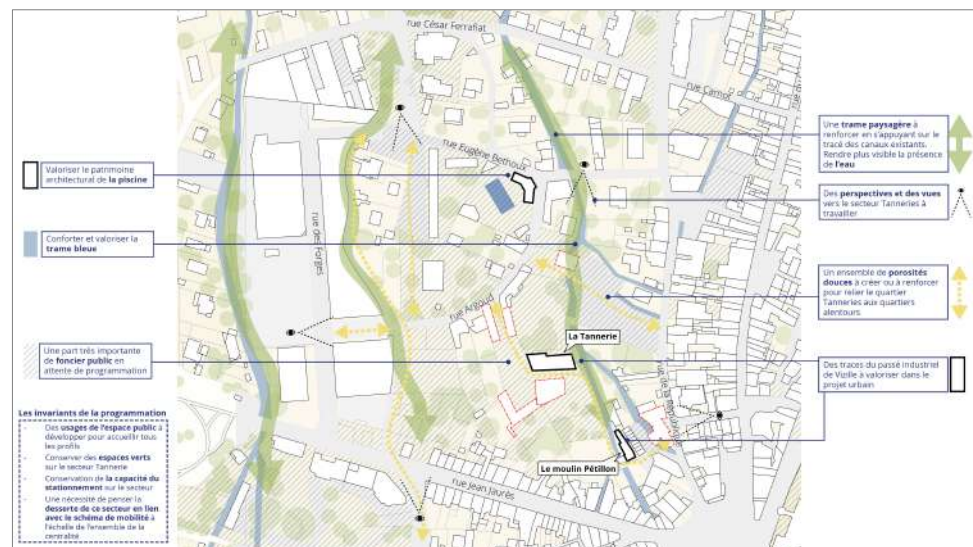 rue César Ferrafiat
rue Carnot
rue Eugène Bethoux
rue des Forges
rue Argoud
rue Jean Jaurès
La Tannerie
Le moulin Pétillon
Valoriser le patrimoine
architectural de la piscine
Conforter et valoriser la
trame bleue
Une part très importante
de foncier public en
attente de programmation
Les invariants de la programmation
- Des usages de l'espace public à
développer pour accueillir tous
les profils
- Conserver des espaces verts
sur le secteur Tannerie
- Conservation de la capacité du
stationnement sur le secteur
- Une nécessité de penser la
desserte de ce secteur en lien
avec le schéma de mobilité à
l'échelle de l'ensemble de la
centralité
Une trame paysagère à
renforcer en s'appuyant sur le
tracé des canaux existants.
Rendre plus visible la présence
de l'eau
Des perspectives et des vues
vers le secteur Tanneries à
travailler
Un ensemble de porosités
douces à créer ou à renforcer
pour relier le quartier
Tanneries aux quartiers
alentours
Des traces du passé industriel
de Vizille à valoriser dans le
projet urbain